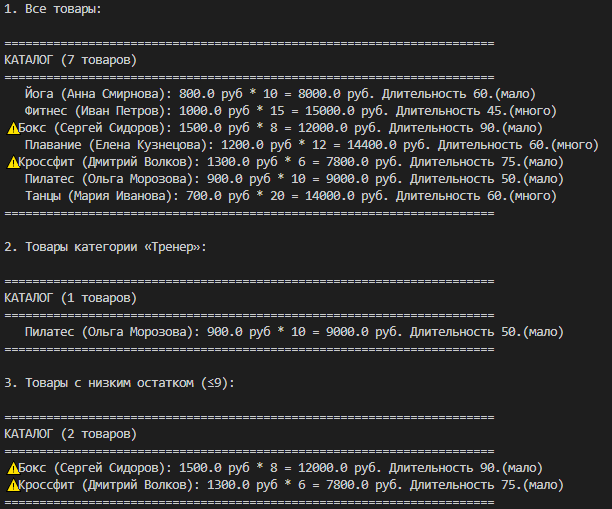 1. Все товары:
======================================================================
КАТАЛОГ (7 товаров)
======================================================================
Йога (Анна Смирнова): 800.0 руб * 10 = 8000.0 руб. Длительность 60.(мало)
Фитнес (Иван Петров): 1000.0 руб * 15 = 15000.0 руб. Длительность 45.(много)
⚠Бокс (Сергей Сидоров): 1500.0 руб * 8 = 12000.0 руб. Длительность 90.(мало)
Плавание (Елена Кузнецова): 1200.0 руб * 12 = 14400.0 руб. Длительность 60.(много)
⚠Кроссфит (Дмитрий Волков): 1300.0 руб * 6 = 7800.0 руб. Длительность 75.(мало)
Пилатес (Ольга Морозова): 900.0 руб * 10 = 9000.0 руб. Длительность 50.(мало)
Танцы (Мария Иванова): 700.0 руб * 20 = 14000.0 руб. Длительность 60.(много)
======================================================================
2. Товары категории «Тренер»:
======================================================================
КАТАЛОГ (1 товаров)
======================================================================
Пилатес (Ольга Морозова): 900.0 руб * 10 = 9000.0 руб. Длительность 50.(мало)
======================================================================
3. Товары с низким остатком (≤9):
======================================================================
КАТАЛОГ (2 товаров)
======================================================================
⚠Бокс (Сергей Сидоров): 1500.0 руб * 8 = 12000.0 руб. Длительность 90.(мало)
⚠Кроссфит (Дмитрий Волков): 1300.0 руб * 6 = 7800.0 руб. Длительность 75.(мало)
======================================================================